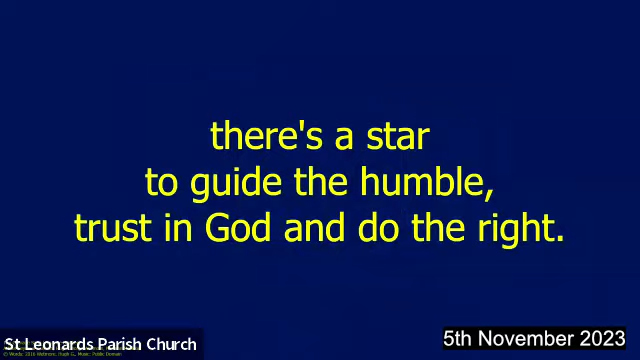 there's a star
to guide the humble,
trust in God and do the right.
St Leonards Parish Church
5th November 2023